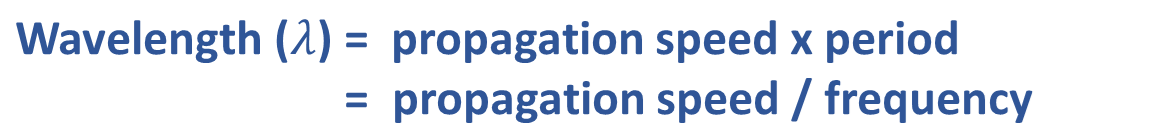 Wavelength (λ) = propagation speed x period
= propagation speed / frequency